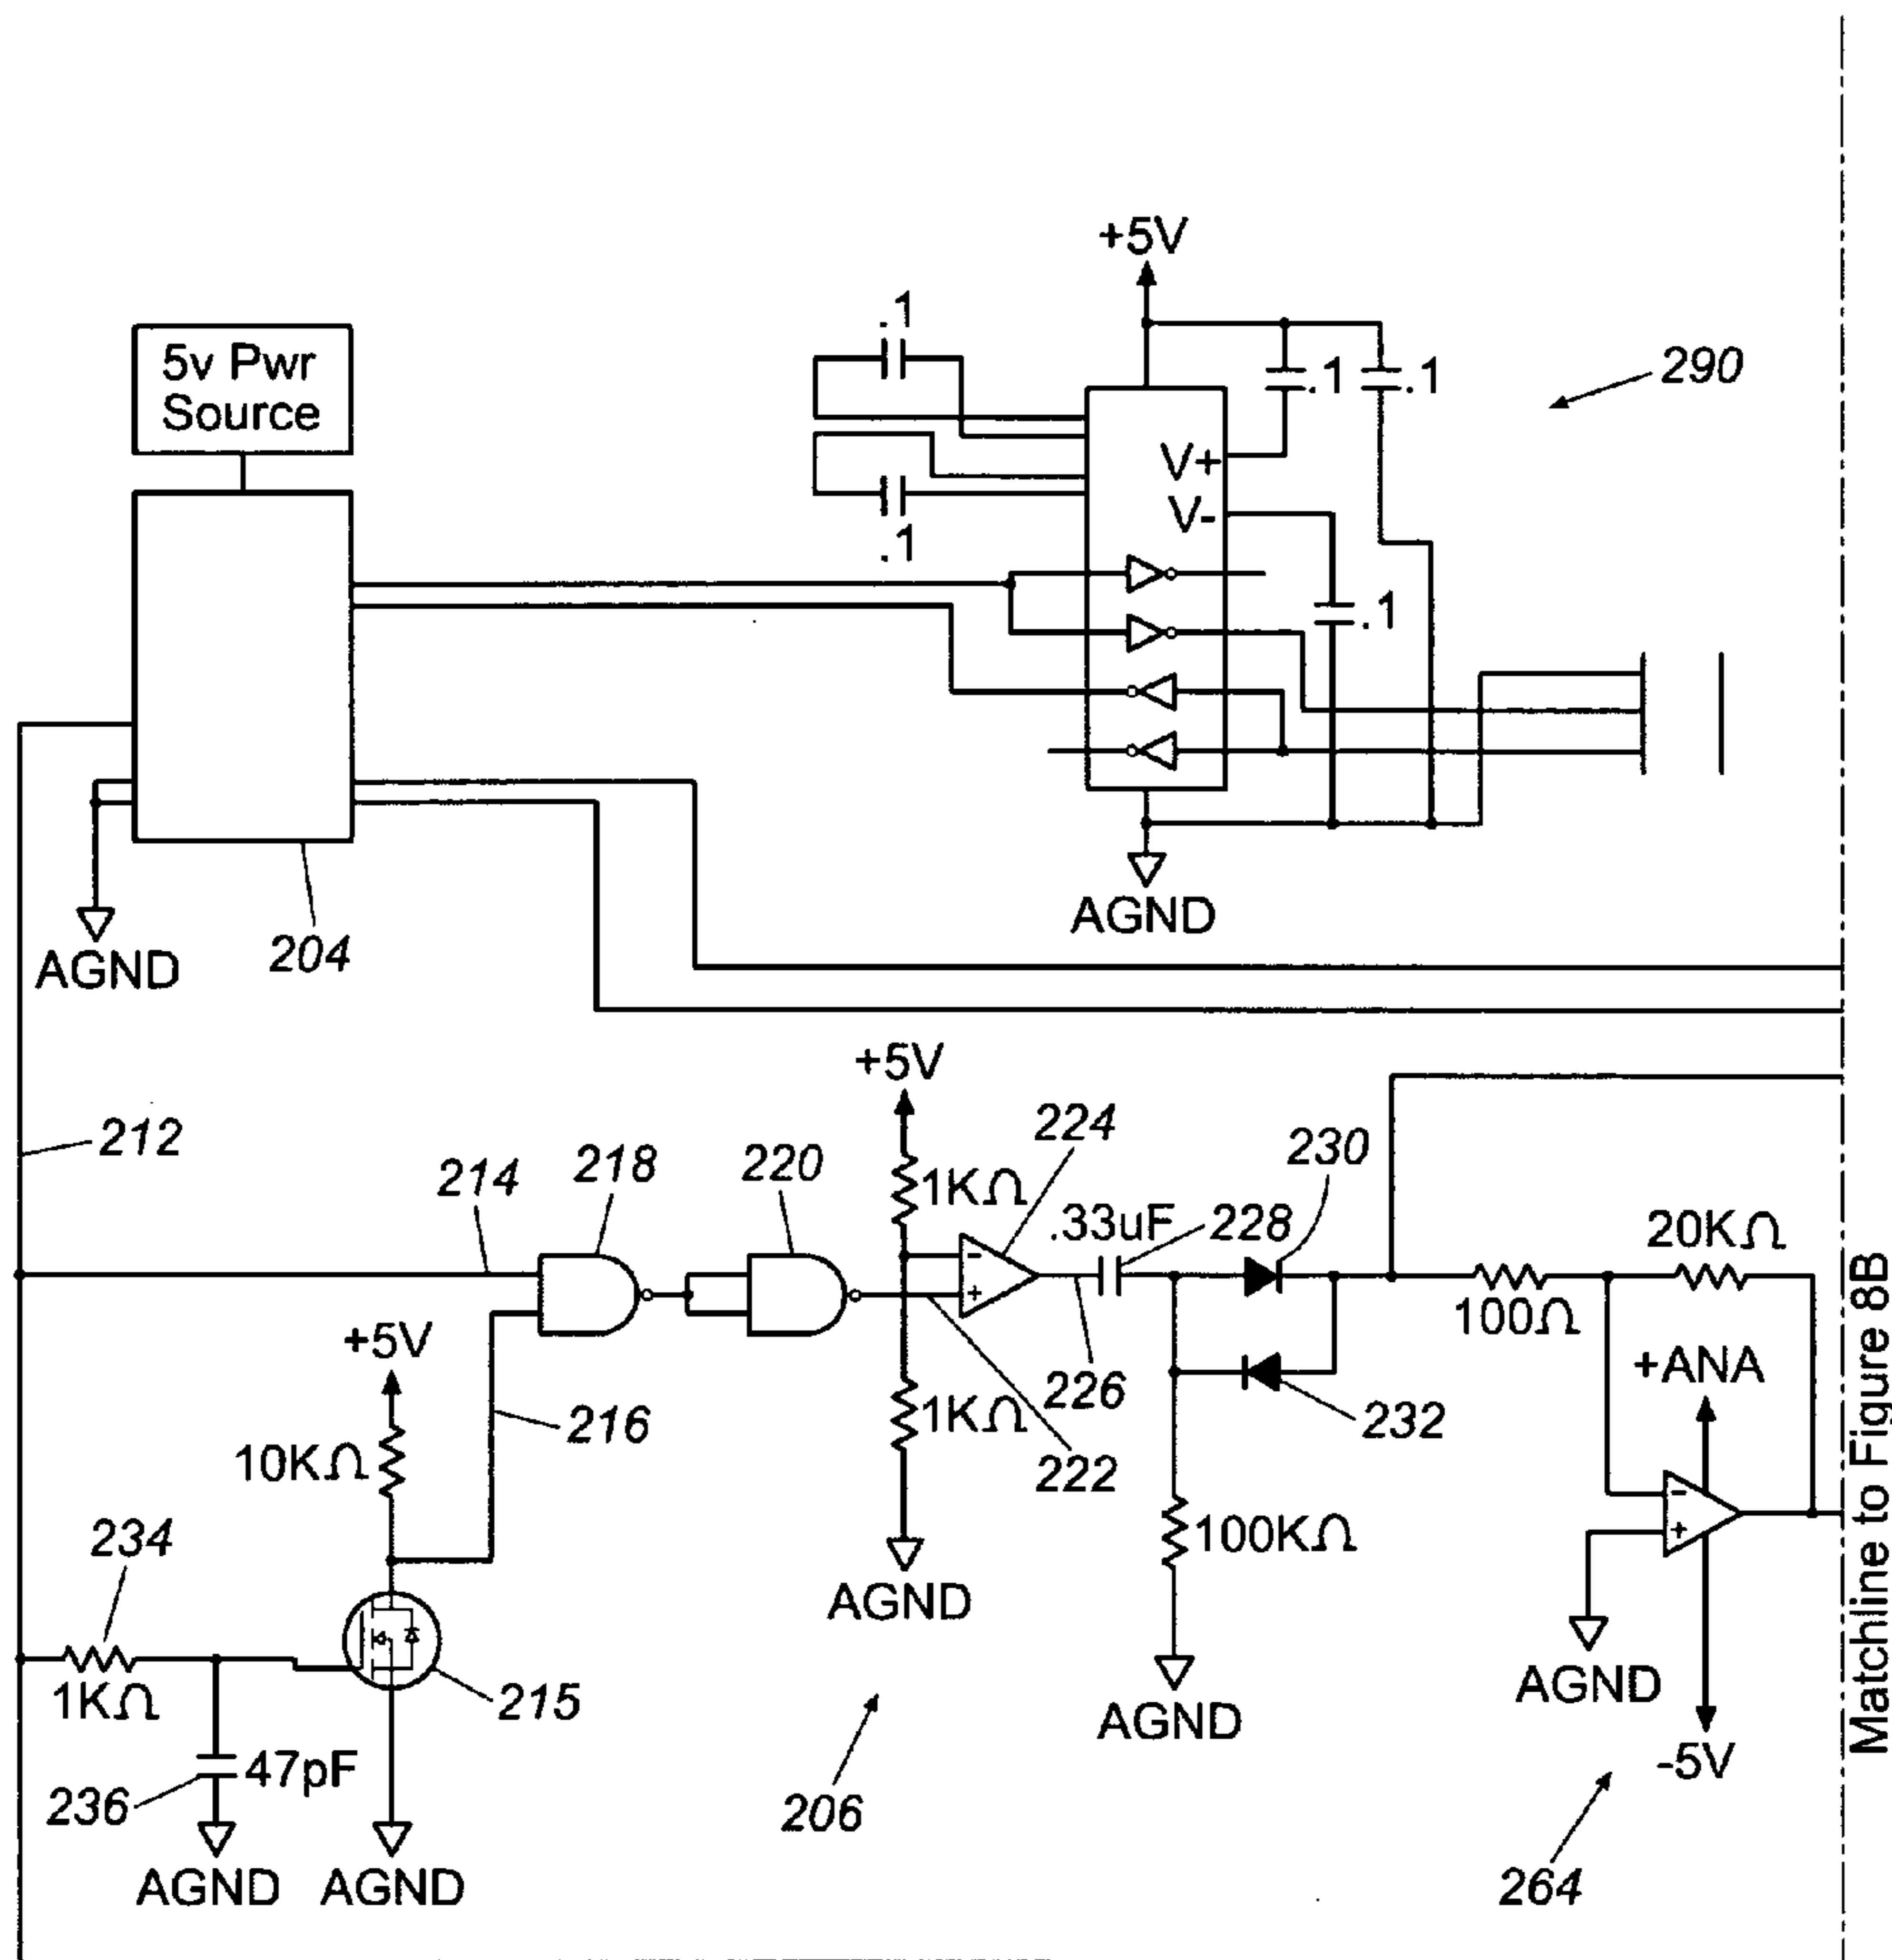 +5V
.1
5v Pwr
Source
.1
.1
290
V+
V-
.1
.1
AGND
204
AGND
+5V
212
214
218
220
1KΩ
224
.33uF
228
230
20KΩ
100Ω
+5V
10KΩ
216
1KΩ
226
222
232
+ANA
-
+
-
+
234
1KΩ
215
AGND
100KΩ
AGND
AGND
-5V
236
47pF
AGND
AGND
206
264
Matchline to Figure 8B